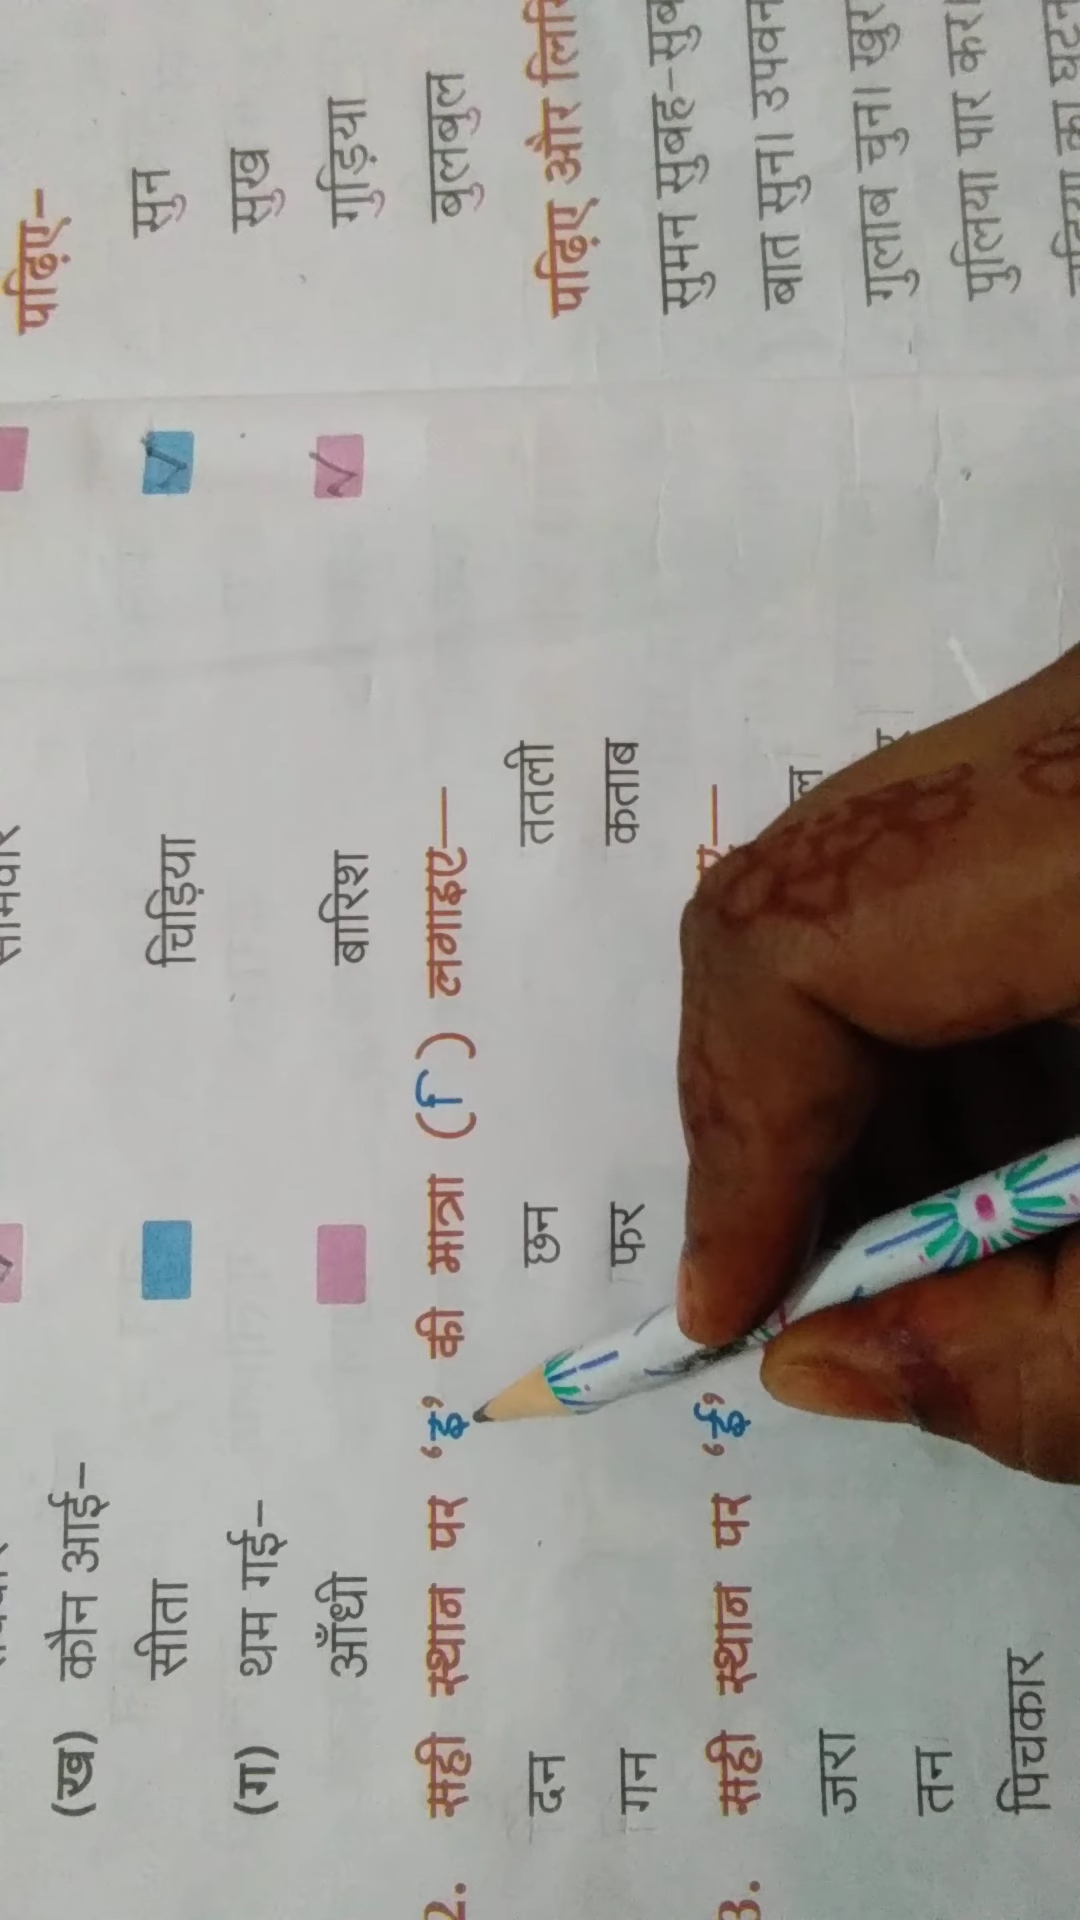 (ख) कौन आई-
सीता चिड़िया
(ग) थम गई-
आँधी बारिश
2. सही स्थान पर 'इ' की मात्रा ( ि ) लगाइए—
दन छन ततली
गन फर कताब
3. सही स्थान पर 'ई'
जरा
तन
पिचकार
पढ़िए-
सुन
सुख
गुड़िया
बुलबुल
पढ़िए और
सुमन सुबह-सुब
बात सुन। उपवन
गुलाब चुन। खुर
पुलिया पार कर।